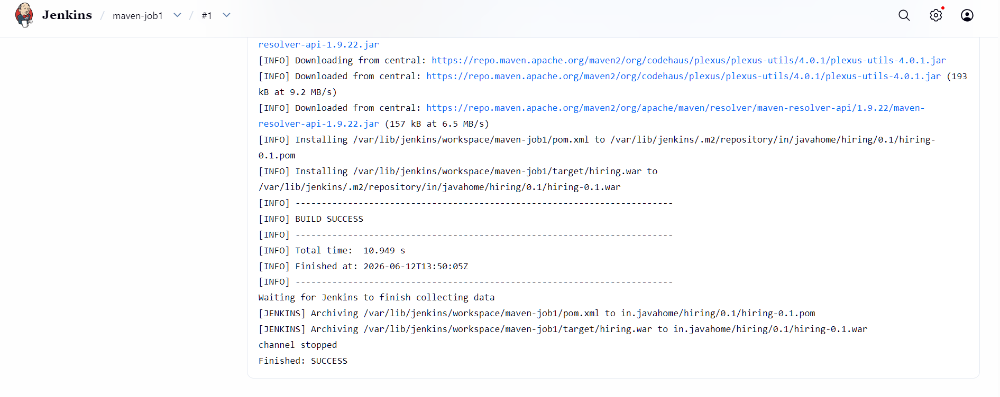 Jenkins / maven-job1 / #1
resolver-api-1.9.22.jar
[INFO] Downloading from central: https://repo.maven.apache.org/maven2/org/codehaus/plexus/plexus-utils/4.0.1/plexus-utils-4.0.1.jar
[INFO] Downloaded from central: https://repo.maven.apache.org/maven2/org/codehaus/plexus/plexus-utils/4.0.1/plexus-utils-4.0.1.jar (193
kB at 9.2 MB/s)
[INFO] Downloaded from central: https://repo.maven.apache.org/maven2/org/apache/maven/resolver/maven-resolver-api/1.9.22/maven-
resolver-api-1.9.22.jar (157 kB at 6.5 MB/s)
[INFO] Installing /var/lib/jenkins/workspace/maven-job1/pom.xml to /var/lib/jenkins/.m2/repository/in/javahome/hiring/0.1/hiring-
0.1.pom
[INFO] Installing /var/lib/jenkins/workspace/maven-job1/target/hiring.war to
/var/lib/jenkins/.m2/repository/in/javahome/hiring/0.1/hiring-0.1.war
[INFO] ------------------------------------------------------------------------
[INFO] BUILD SUCCESS
[INFO] ------------------------------------------------------------------------
[INFO] Total time:  10.949 s
[INFO] Finished at: 2026-06-12T13:50:05Z
[INFO] ------------------------------------------------------------------------
Waiting for Jenkins to finish collecting data
[JENKINS] Archiving /var/lib/jenkins/workspace/maven-job1/pom.xml to in.javahome/hiring/0.1/hiring-0.1.pom
[JENKINS] Archiving /var/lib/jenkins/workspace/maven-job1/target/hiring.war to in.javahome/hiring/0.1/hiring-0.1.war
channel stopped
Finished: SUCCESS